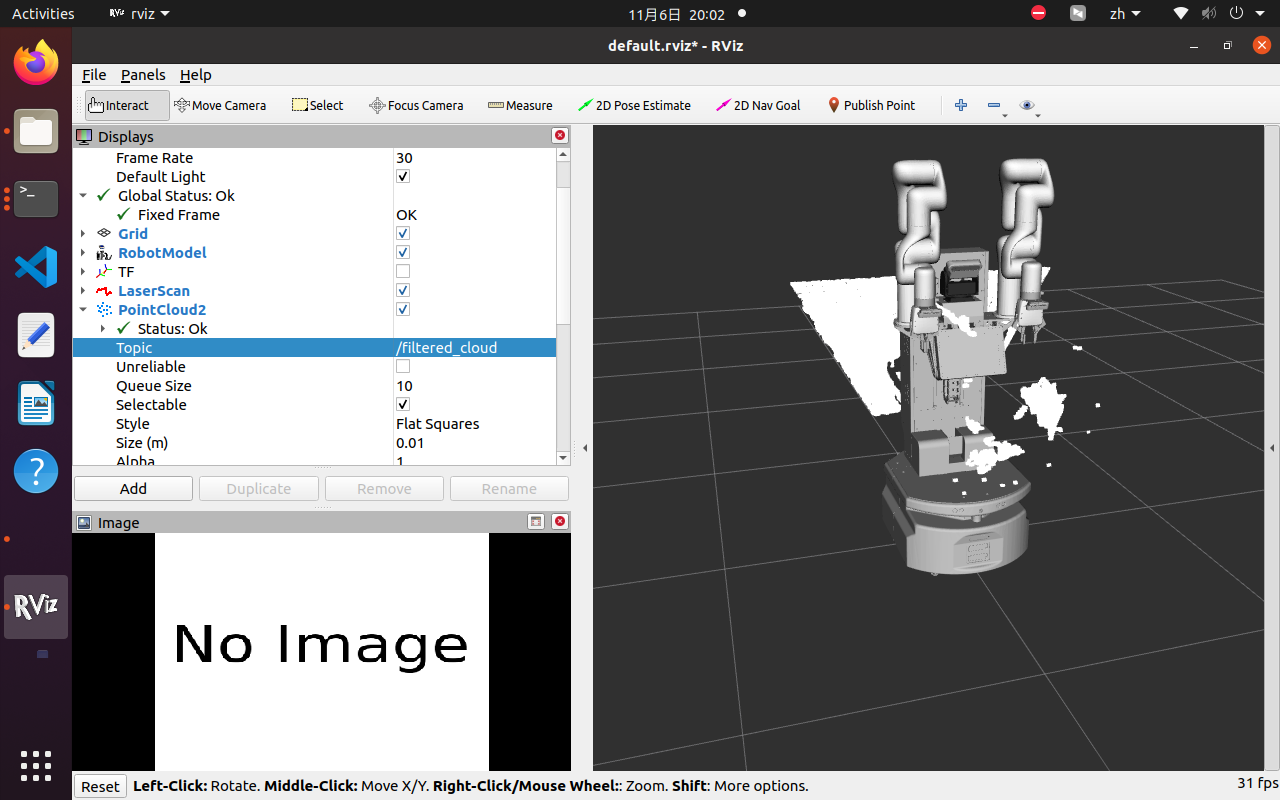 Activities
RViz rviz
11月6日 20:02
zh
default.rviz* - RViz
File Panels Help
Interact Move Camera Select Focus Camera Measure 2D Pose Estimate 2D Nav Goal Publish Point
Displays
Frame Rate 30
Default Light
Global Status: Ok
Fixed Frame OK
Grid
RobotModel
TF
LaserScan
PointCloud2
Status: Ok
Topic /filtered_cloud
Unreliable
Queue Size 10
Selectable
Style Flat Squares
Size (m) 0.01
Alpha 1
Add Duplicate Remove Rename
Image
No Image
RViz
Reset Left-Click: Rotate. Middle-Click: Move X/Y. Right-Click/Mouse Wheel:: Zoom. Shift: More options.
31 fps